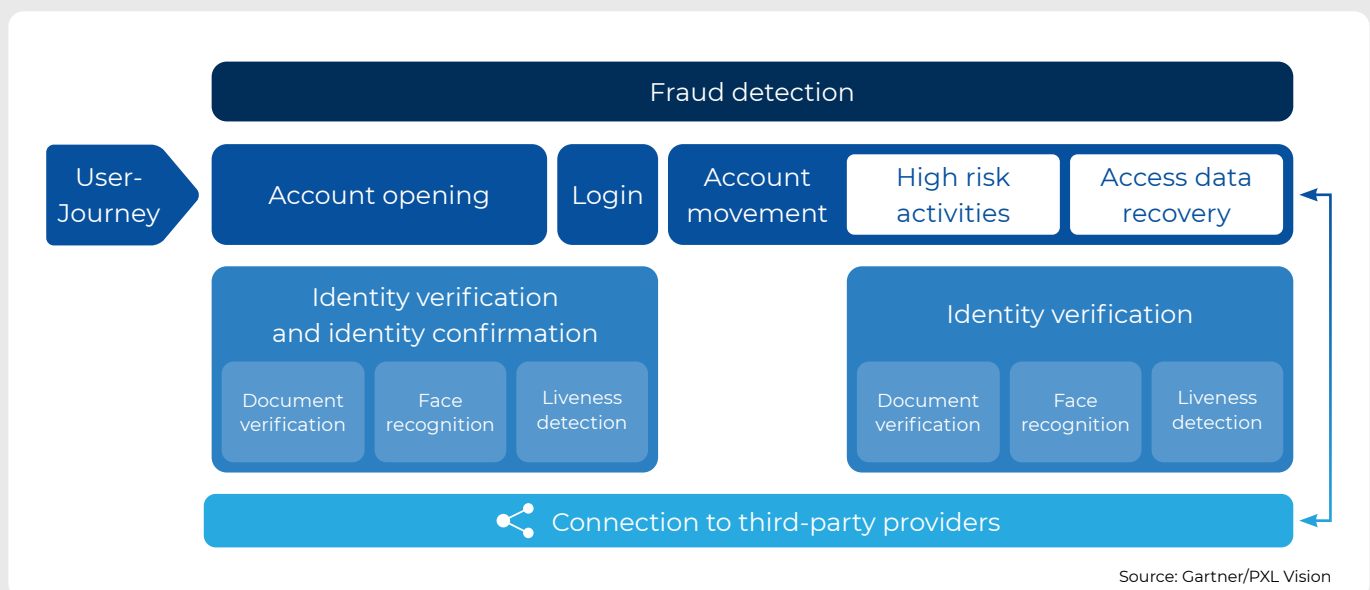 Fraud detection
User-
Journey
Account opening
Login
Account
movement
High risk
activities
Access data
recovery
Identity verification
and identity confirmation
Document
verification
Face
recognition
Liveness
detection
Identity verification
Document
verification
Face
recognition
Liveness
detection
Connection to third-party providers
Source: Gartner/PXL Vision